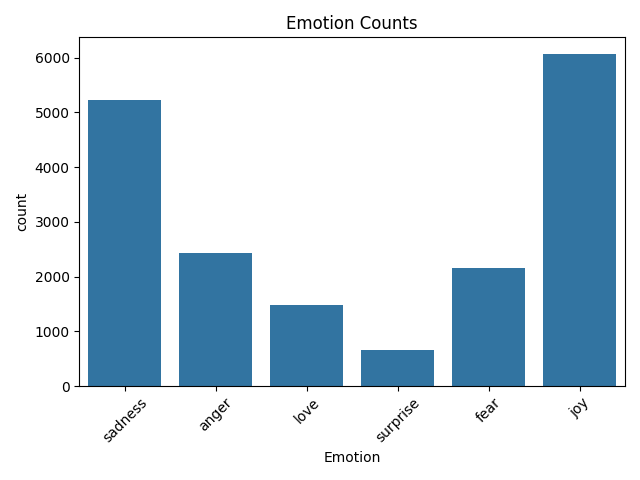 Emotion Counts
6000
5000
4000
3000
2000
1000
0
count
sadness
anger
love
surprise
fear
joy
Emotion